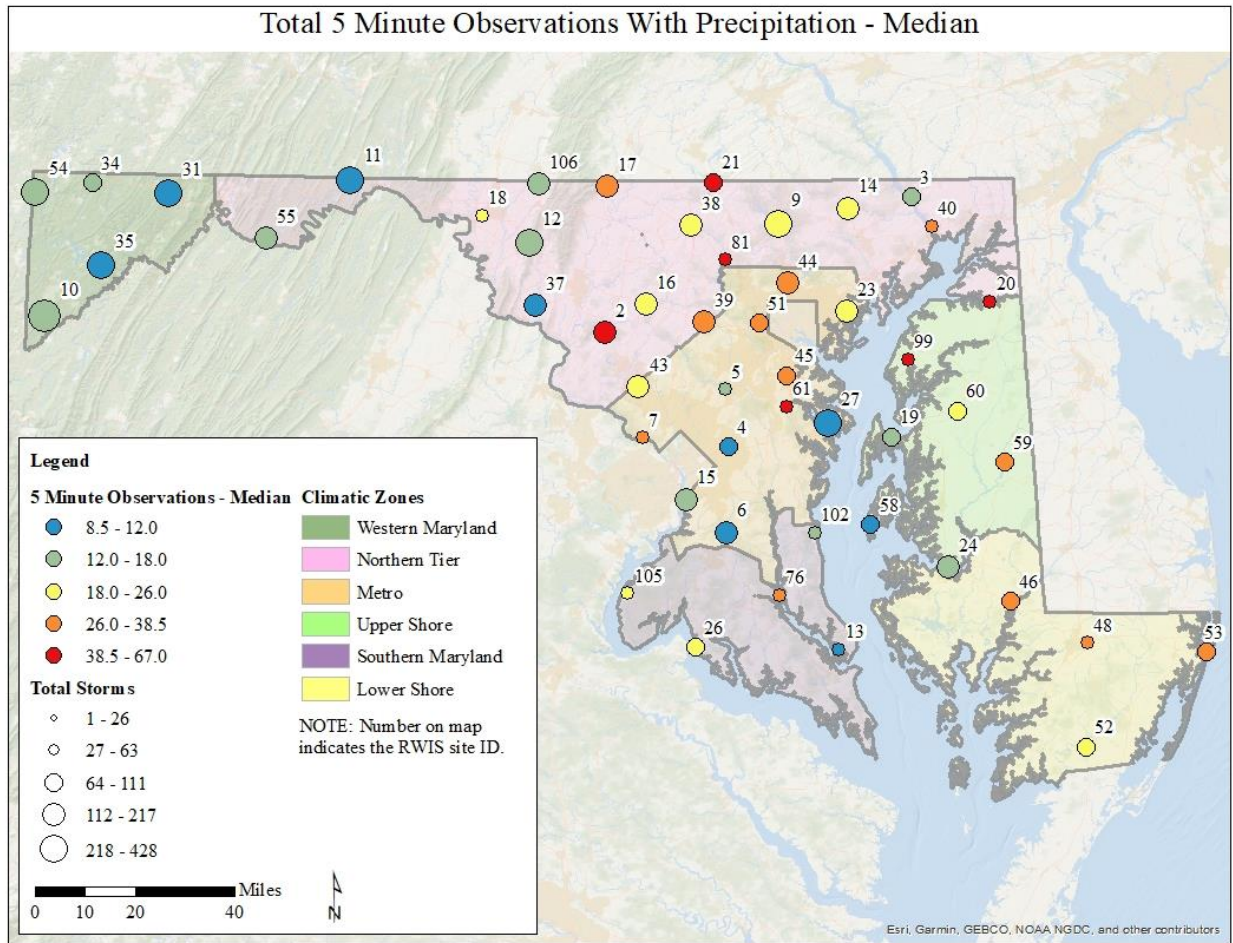 Total 5 Minute Observations With Precipitation - Median
54
34
31
11
106
17
21
3
18
38
9
14
40
55
12
35
81
44
20
10
37
16
39
51
23
2
99
43
5
45
60
61
27
7
4
19
59
15
6
102
58
24
105
76
46
26
13
48
53
52
Legend
5 Minute Observations - Median
8.5 - 12.0
12.0 - 18.0
18.0 - 26.0
26.0 - 38.5
38.5 - 67.0
Total Storms
1 - 26
27 - 63
64 - 111
112 - 217
218 - 428
Climatic Zones
Western Maryland
Northern Tier
Metro
Upper Shore
Southern Maryland
Lower Shore
NOTE: Number on map
indicates the RWIS site ID.
Miles
0 10 20 40
N
Esri, Garmin, GEBCO, NOAA NGDC, and other contributors